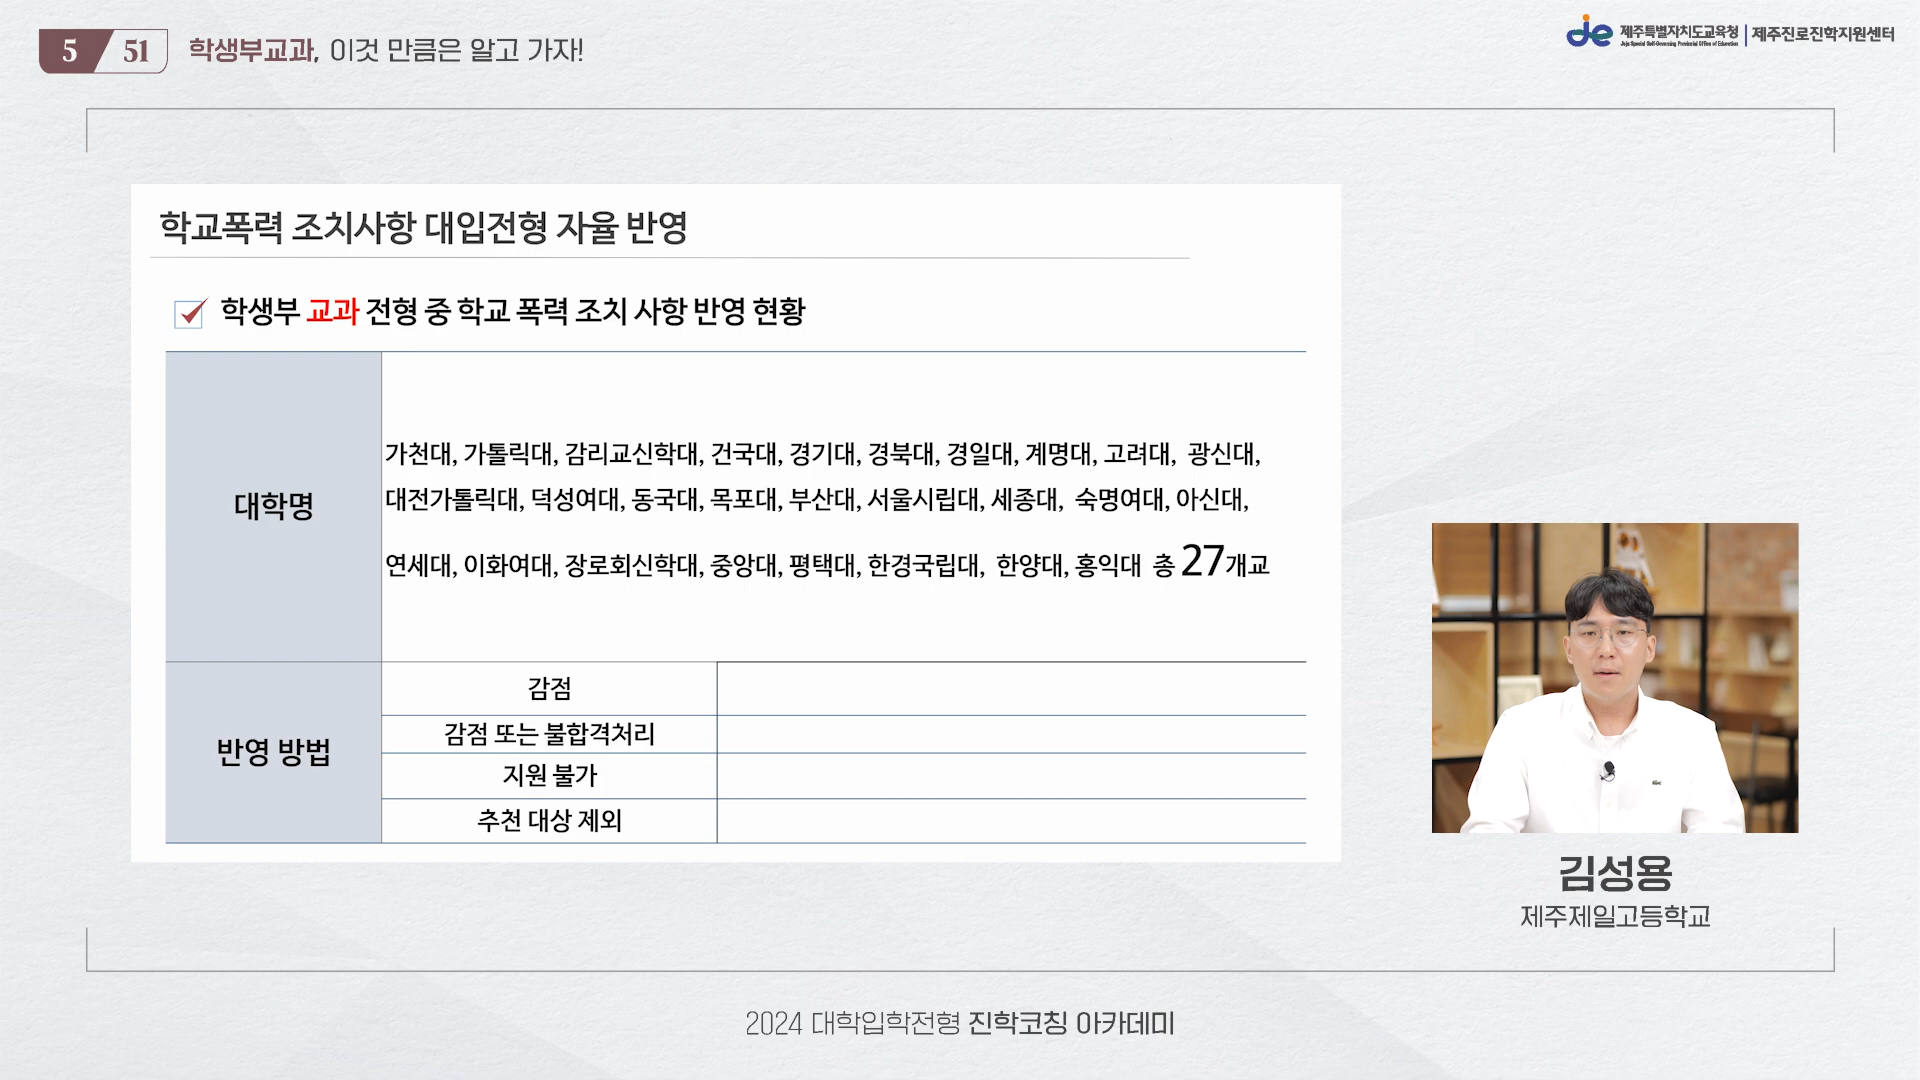 5 51 학생부교과, 이것 만큼은 알고 가자!
제주특별자치도교육청 제주진로진학지원센터
Jeju Special Self-Governing Provincial Office of Education
학교폭력 조치사항 대입전형 자율 반영
학생부 교과 전형 중 학교 폭력 조치 사항 반영 현황
대학명
가천대, 가톨릭대, 감리교신학대, 건국대, 경기대, 경북대, 경일대, 계명대, 고려대, 광신대,
대전가톨릭대, 덕성여대, 동국대, 목포대, 부산대, 서울시립대, 세종대, 숙명여대, 아신대,
연세대, 이화여대, 장로회신학대, 중앙대, 평택대, 한경국립대, 한양대, 홍익대 총 27개교
반영 방법
감점
감점 또는 불합격처리
지원 불가
추천 대상 제외
김성용
제주제일고등학교
2024 대학입학전형 진학코칭 아카데미